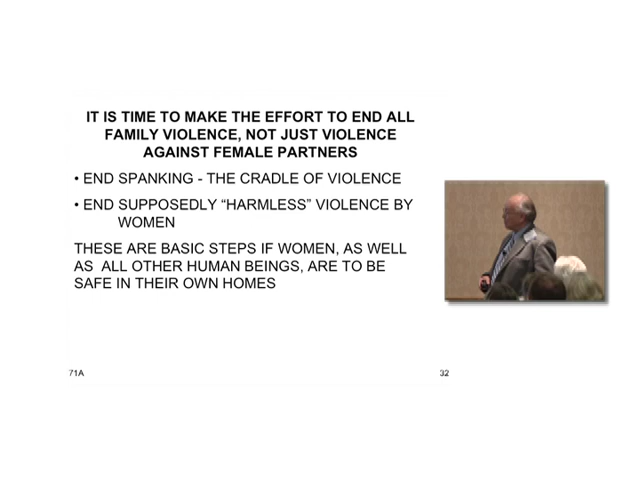 IT IS TIME TO MAKE THE EFFORT TO END ALL
FAMILY VIOLENCE, NOT JUST VIOLENCE
AGAINST FEMALE PARTNERS
• END SPANKING - THE CRADLE OF VIOLENCE
• END SUPPOSEDLY “HARMLESS” VIOLENCE BY
WOMEN
THESE ARE BASIC STEPS IF WOMEN, AS WELL
AS ALL OTHER HUMAN BEINGS, ARE TO BE
SAFE IN THEIR OWN HOMES
71A
32